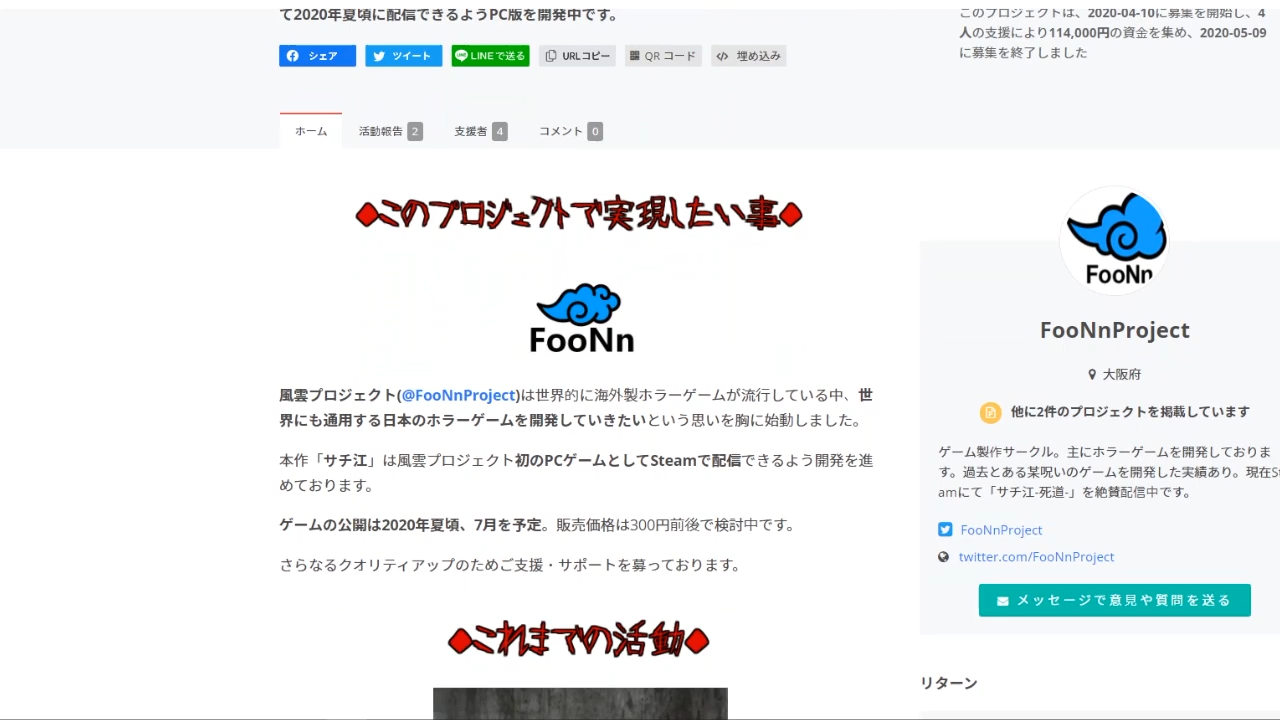 て2020年夏頃に配信できるようPC版を開発中です。
シェア
ツイート
LINEで送る
URLコピー
QRコード
埋め込み
このプロジェクトは、2020-04-10に募集を開始し、4
人の支援により114,000円の資金を集め、2020-05-09
に募集を終了しました
ホーム
活動報告 2
支援者 4
コメント 0
◆このプロジェクトで実現したい事◆
FooNn
風雲プロジェクト(@FooNnProject)は世界的に海外製ホラーゲームが流行している中、世
界にも通用する日本のホラーゲームを開発していきたいという思いを胸に始動しました。
本作「サチ江」は風雲プロジェクト初のPCゲームとしてSteamで配信できるよう開発を進
めております。
ゲームの公開は2020年夏頃、7月を予定。販売価格は300円前後で検討中です。
さらなるクオリティアップのためご支援・サポートを募っております。
◆これまでの活動◆
FooNn
FooNnProject
大阪府
他に2件のプロジェクトを掲載しています
ゲーム製作サークル。主にホラーゲームを開発しておりま
す。過去とある某呪いのゲームを開発した実績あり。現在St
amにて「サチ江-死道-」を絶賛配信中です。
FooNnProject
twitter.com/FooNnProject
メッセージで意見や質問を送る
リターン